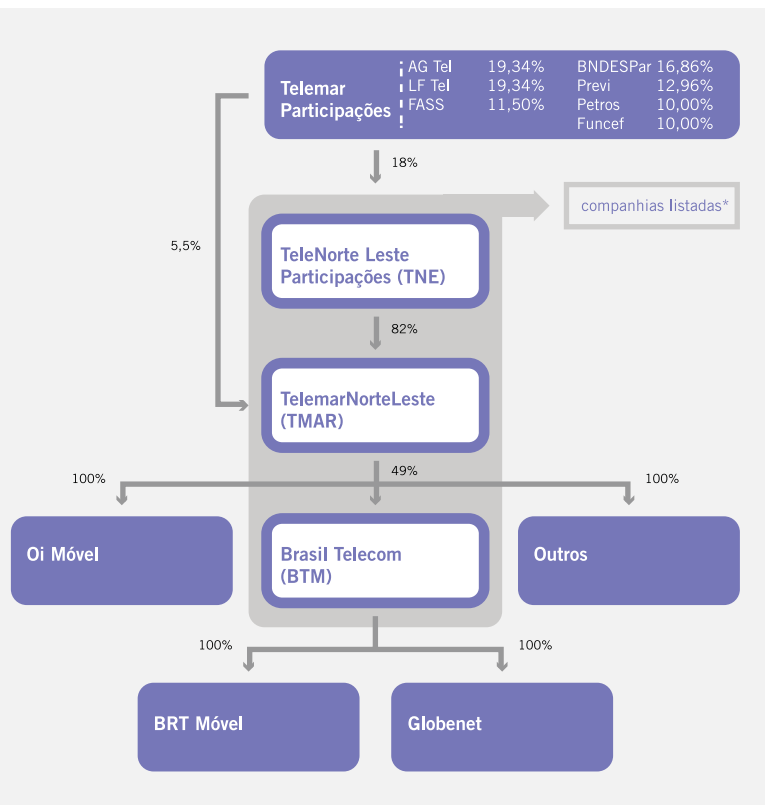 Telemar
Participações
AG Tel 19,34%
LF Tel 19,34%
FASS 11,50%
BNDESPar 16,86%
Previ 12,96%
Petros 10,00%
Funcef 10,00%
18%
companhias listadas*
5,5%
TeleNorte Leste
Participações (TNE)
82%
TelemarNorteLeste
(TMAR)
100%
49%
100%
Oi Móvel
Brasil Telecom
(BTM)
Outros
100%
100%
BRT Móvel
Globenet